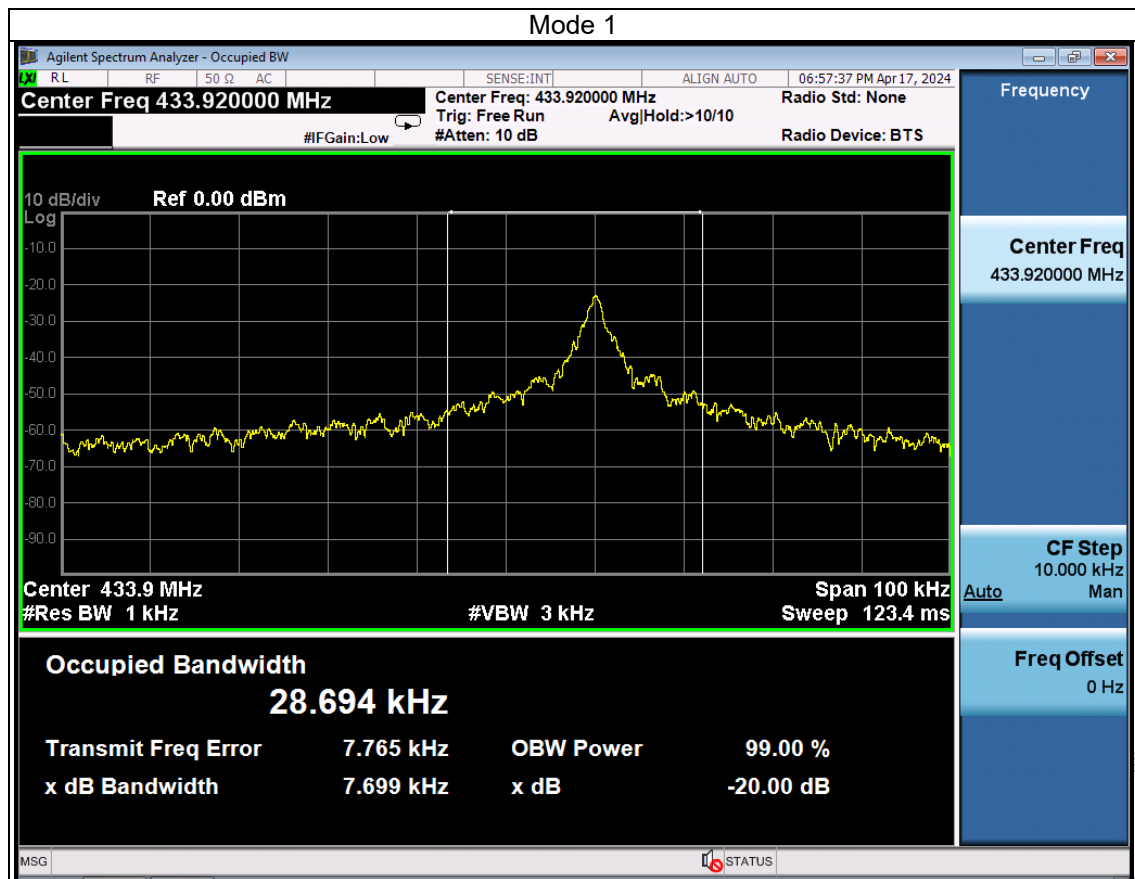 Mode 1
Agilent Spectrum Analyzer - Occupied BW
LXI RL RF 50 Ω AC SENSE:INT ALIGN AUTO 06:57:37 PM Apr 17, 2024
Center Freq 433.920000 MHz
Center Freq: 433.920000 MHz Radio Std: None
Trig: Free Run Avg|Hold:>10/10
#IFGain:Low #Atten: 10 dB Radio Device: BTS
10 dB/div Ref 0.00 dBm
Log
-10.0
-20.0
-30.0
-40.0
-50.0
-60.0
-70.0
-80.0
-90.0
Center 433.9 MHz Span 100 kHz
#Res BW 1 kHz #VBW 3 kHz Sweep 123.4 ms
Occupied Bandwidth
28.694 kHz
Transmit Freq Error 7.765 kHz OBW Power 99.00 %
x dB Bandwidth 7.699 kHz x dB -20.00 dB
MSG STATUS
Frequency
Center Freq
433.920000 MHz
CF Step
10.000 kHz
Auto Man
Freq Offset
0 Hz